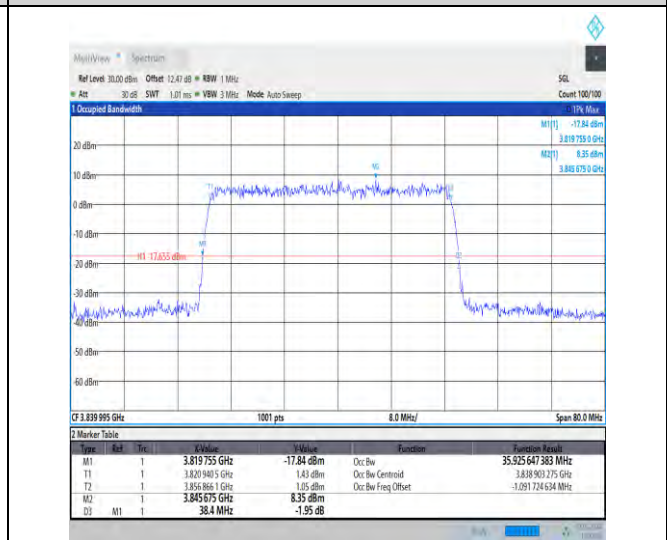 MultiView Spectrum
Ref Level 30.00 dBm Offset 12.47 dB RBW 1 MHz SGL
Att 30 dB SWT 1.01 ms VBW 3 MHz Mode Auto Sweep Count 100/100
1 Occupied Bandwidth 1Pk Max
M1[1] -17.84 dBm
3.819 755 0 GHz
M2[1] 8.35 dBm
3.845 675 0 GHz
20 dBm
10 dBm
0 dBm
-10 dBm
-20 dBm
-30 dBm
-40 dBm
-50 dBm
-60 dBm
M2
T1
M1
H1 -17.655 dBm
CF 3.839 995 GHz 1001 pts 8.0 MHz/ Span 80.0 MHz
2 Marker Table
Type Ref Trc X-Value Y-Value Function Function Result
M1 1 3.819 755 GHz -17.84 dBm Occ Bw 35.925 647 383 MHz
T1 1 3.820 940 5 GHz 1.43 dBm Occ Bw Centroid 3.838 903 275 GHz
T2 1 3.856 866 1 GHz 1.05 dBm Occ Bw Freq Offset -1.091 724 634 MHz
M2 1 3.845 675 GHz 8.35 dBm
D3 M1 1 38.4 MHz -1.95 dB